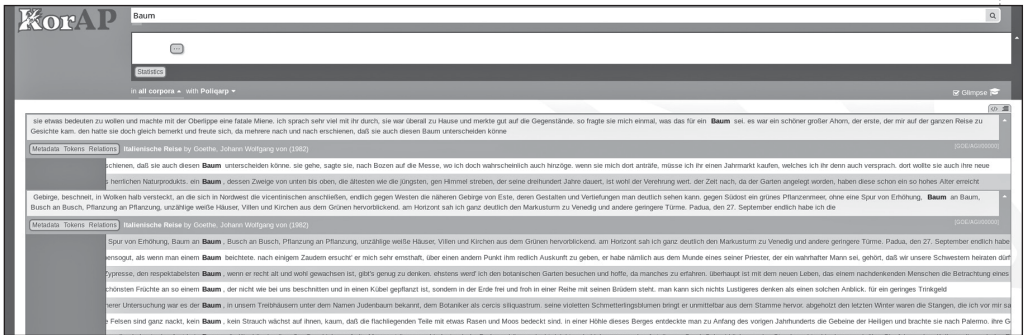 KorAP
Baum
...
Statistics
in all corpora with Poliqarp
Glimpse
sie etwas bedeuten zu wollen und machte mit der Oberlippe eine fatale Miene. ich sprach sehr viel mit ihr durch, sie war überall zu Hause und merkte gut auf die Gegenstände. so fragte sie mich einmal, was das für ein Baum sei. es war ein schöner großer Ahorn, der erste, der mir auf der ganzen Reise zu
Gesichte kam. den hatte sie doch gleich bemerkt und freute sich, da mehrere nach und nach erschienen, daß sie auch diesen Baum unterscheiden könne
Metadata Tokens Relations Italienische Reise by Goethe, Johann Wolfgang von (1982) [GOE/AGI/00000]
schienen, daß sie auch diesen Baum unterscheiden könne. sie gehe, sagte sie, nach Bozen auf die Messe, wo ich doch wahrscheinlich auch hinzöge. wenn sie mich dort anträfe, müsse ich ihr einen Jahrmarkt kaufen, welches ich ihr denn auch versprach. dort wollte sie auch ihre neue
s herrlichen Naturprodukts. ein Baum , dessen Zweige von unten bis oben, die ältesten wie die jüngsten, gen Himmel streben, der seine dreihundert Jahre dauert, ist wohl der Verehrung wert. der Zeit nach, da der Garten angelegt worden, haben diese schon ein so hohes Alter erreicht
Gebirge, beschneit, in Wolken halb versteckt, an die sich in Nordwest die vicentinischen anschließen, endlich gegen Westen die näheren Gebirge von Este, deren Gestalten und Vertiefungen man deutlich sehen kann. gegen Südost ein grünes Pflanzenmeer, ohne eine Spur von Erhöhung, Baum an Baum,
Busch an Busch, Pflanzung an Pflanzung, unzählige weiße Häuser, Villen und Kirchen aus dem Grünen hervorblickend. am Horizont sah ich ganz deutlich den Markusturm zu Venedig und andere geringere Türme. Padua, den 27. September endlich habe ich die
Metadata Tokens Relations Italienische Reise by Goethe, Johann Wolfgang von (1982) [GOE/AGI/00000]
Spur von Erhöhung, Baum an Baum , Busch an Busch, Pflanzung an Pflanzung, unzählige weiße Häuser, Villen und Kirchen aus dem Grünen hervorblickend. am Horizont sah ich ganz deutlich den Markusturm zu Venedig und andere geringere Türme. Padua, den 27. September endlich habe
ensogut, als wenn man einem Baum beichtete. nach einigem Zaudern ersucht' er mich sehr ernsthaft, über einen andern Punkt ihm redlich Auskunft zu geben, er habe nämlich aus dem Munde eines seiner Priester, der ein wahrhafter Mann sei, gehört, daß wir unsere Schwestern heiraten dürf
Zypresse, den respektabelsten Baum , wenn er recht alt und wohl gewachsen ist, gibt's genug zu denken. ehstens werd' ich den botanischen Garten besuchen und hoffe, da manches zu erfahren. überhaupt ist mit dem neuen Leben, das einem nachdenkenden Menschen die Betrachtung eines
chönsten Früchte an so einem Baum , der nicht wie bei uns beschnitten und in einen Kübel gepflanzt ist, sondern in der Erde frei und froh in einer Reihe mit seinen Brüdern steht. man kann sich nichts Lustigeres denken als einen solchen Anblick. für ein geringes Trinkgeld
herer Untersuchung war es der Baum , in unsern Treibhäusern unter dem Namen Judenbaum bekannt, dem Botaniker als cercis siliquastrum. seine violetten Schmetterlingsblumen bringt er unmittelbar aus dem Stamme hervor. abgeholzt den letzten Winter waren die Stangen, die ich vor mir sa
e Felsen sind ganz nackt, kein Baum , kein Strauch wächst auf ihnen, kaum, daß die flachliegenden Teile mit etwas Rasen und Moos bedeckt sind. in einer Höhle dieses Berges entdeckte man zu Anfang des vorigen Jahrhunderts die Gebeine der Heiligen und brachte sie nach Palermo. ihre G